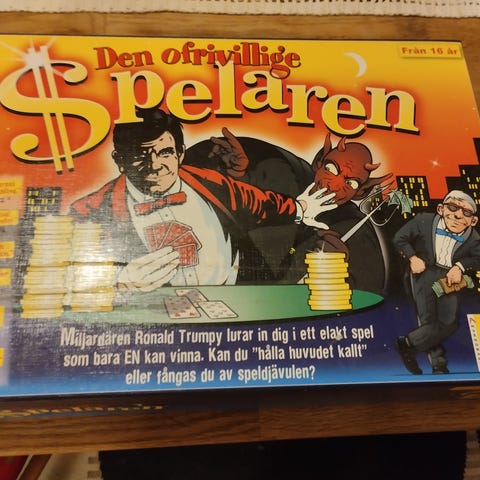 Den ofrivillige
$pelaren
Från 16 år
Miljardären Ronald Trumpy lurar in dig i ett elakt spel
som bara EN kan vinna. Kan du "hålla huvudet kallt"
eller fångas du av speldjävulen?